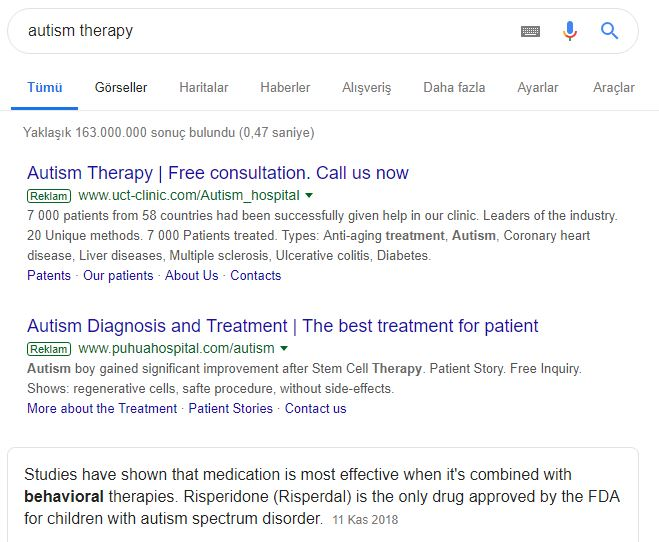 autism therapy
Tümü Görseller Haritalar Haberler Alışveriş Daha fazla Ayarlar Araçlar
Yaklaşık 163.000.000 sonuç bulundu (0,47 saniye)
Autism Therapy | Free consultation. Call us now
Reklam www.uct-clinic.com/Autism_hospital
7 000 patients from 58 countries had been successfully given help in our clinic. Leaders of the industry.
20 Unique methods. 7 000 Patients treated. Types: Anti-aging treatment, Autism, Coronary heart
disease, Liver diseases, Multiple sclerosis, Ulcerative colitis, Diabetes.
Patents · Our patients · About Us · Contacts
Autism Diagnosis and Treatment | The best treatment for patient
Reklam www.puhuahospital.com/autism
Autism boy gained significant improvement after Stem Cell Therapy. Patient Story. Free Inquiry.
Shows: regenerative cells, safte procedure, without side-effects.
More about the Treatment · Patient Stories · Contact us
Studies have shown that medication is most effective when it's combined with
behavioral therapies. Risperidone (Risperdal) is the only drug approved by the FDA
for children with autism spectrum disorder. 11 Kas 2018